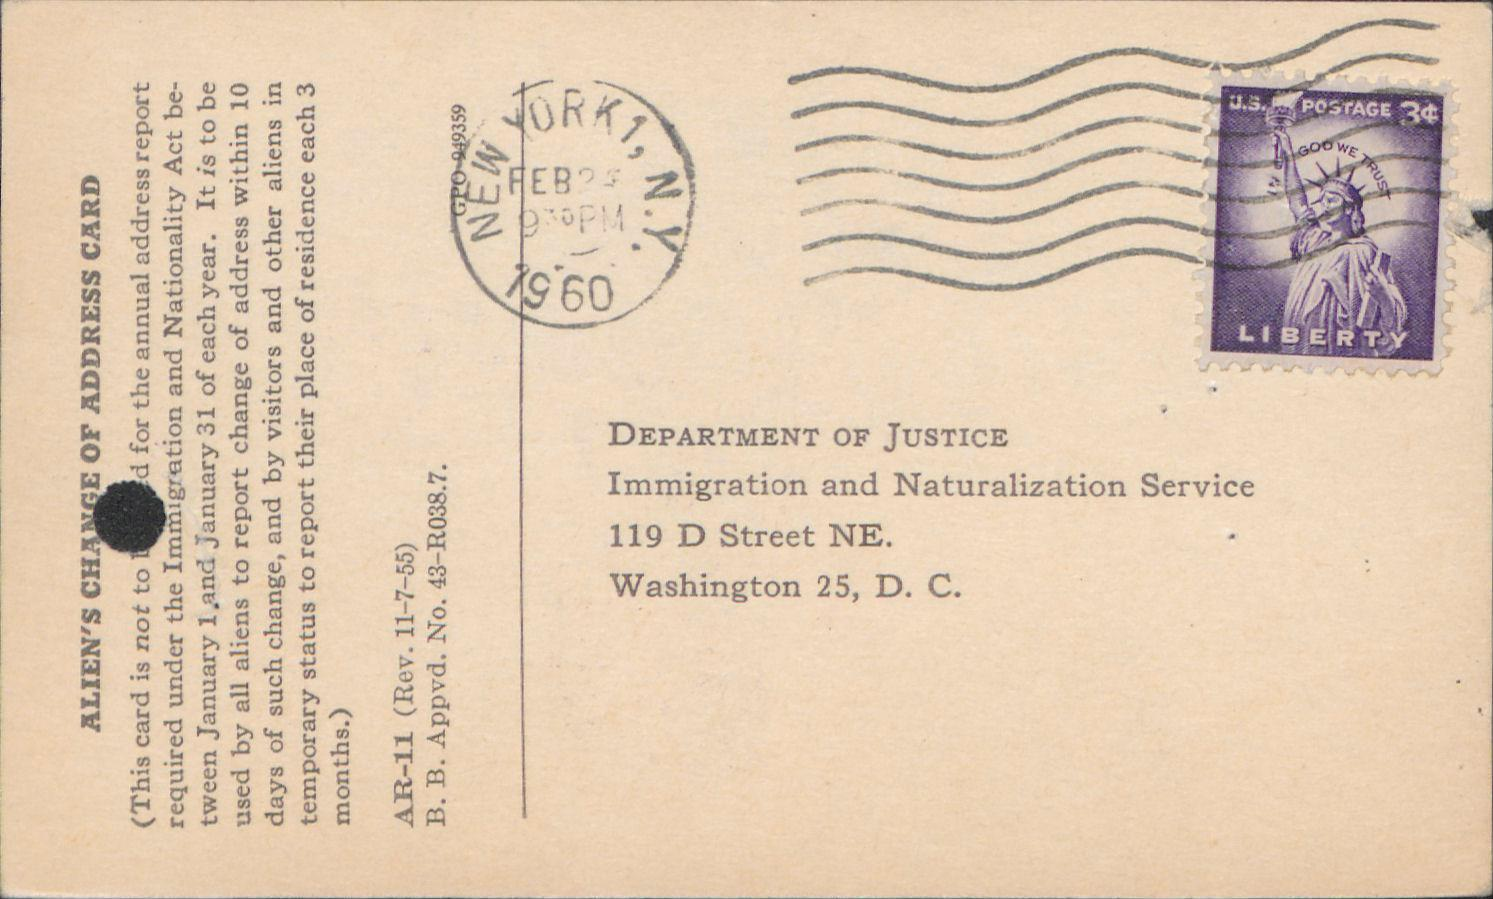 ALIEN'S CHANGE OF ADDRESS CARD
(This card is not to for the annual address report
required under the Immigration and Nationality Act be-
tween January 1 and January 31 of each year. It is to be
used by all aliens to report change of address within 10
days of such change, and by visitors and other aliens in
temporary status to report their place of residence each 3
months.)
AR-11 (Rev. 11-7-55)
B. B. Appvd. No. 43-R038.7.
GPO 949359
NEW YORK 1, N.Y.
FEB
PM
1960
U.S. POSTAGE 3¢
IN GOD WE TRUST
LIBERTY
DEPARTMENT OF JUSTICE
Immigration and Naturalization Service
119 D Street NE.
Washington 25, D. C.